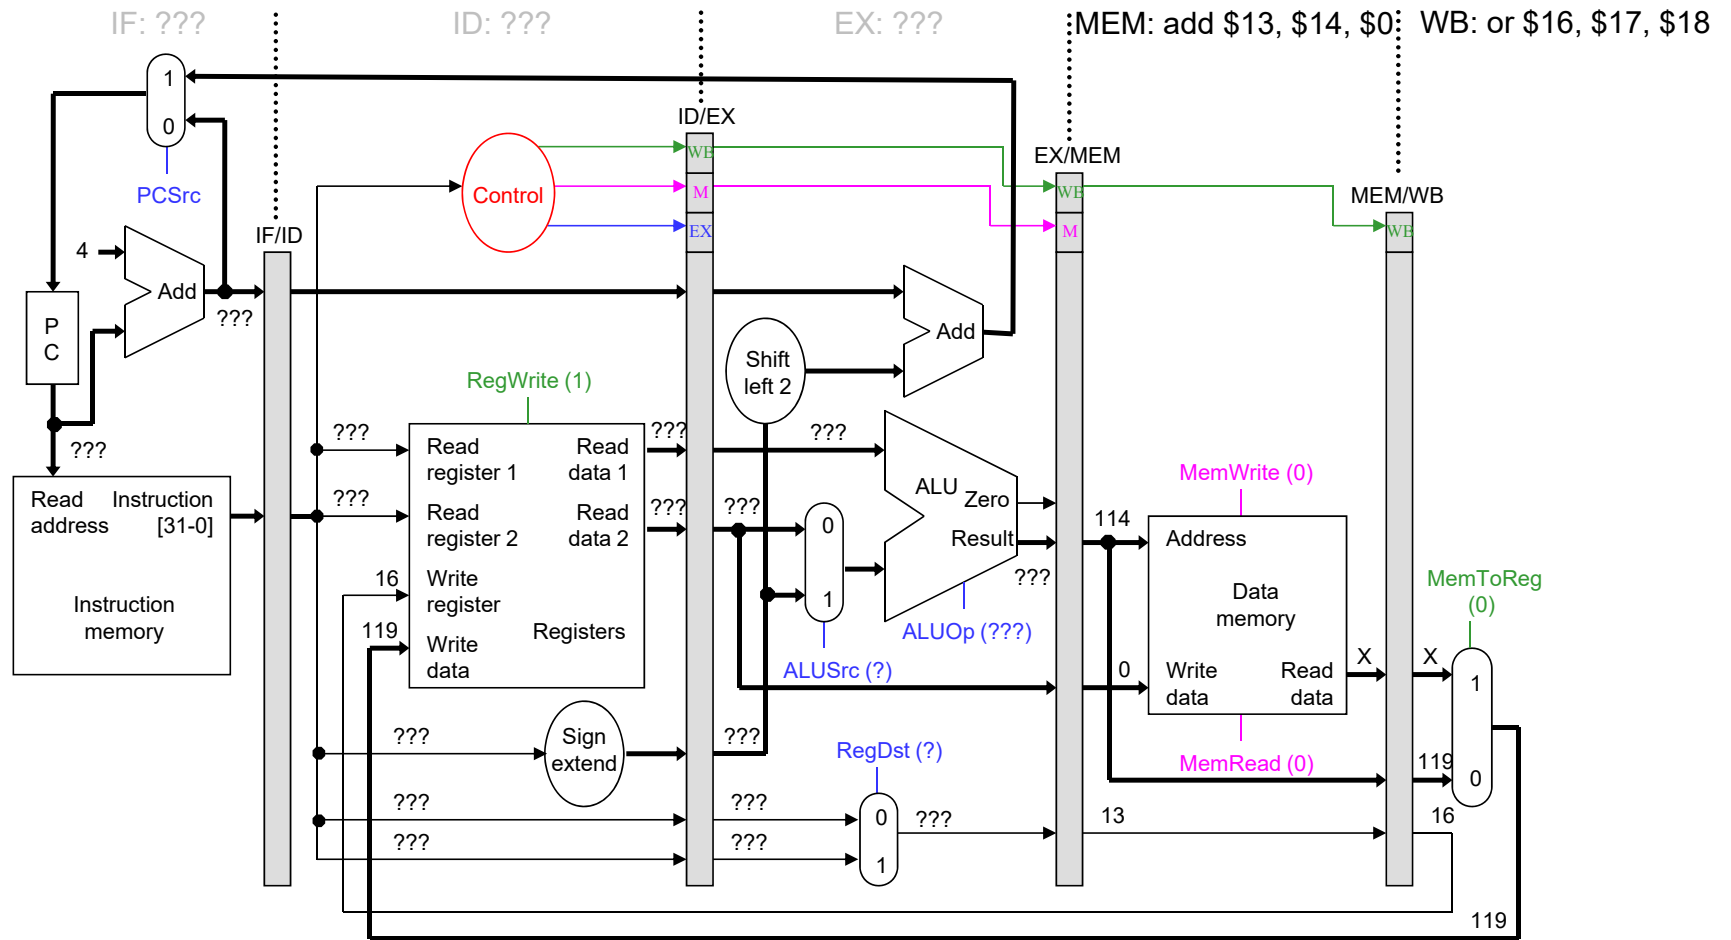 IF: ???
ID: ???
EX: ???
MEM: add $13, $14, $0
WB: or $16, $17, $18
1
0
PCSrc
4
Add
???
P
C
???
Read
address
Instruction
[31-0]
Instruction
memory
IF/ID
Control
ID/EX
WB
M
EX
RegWrite (1)
???
???
16
119
Read
register 1
Read
data 1
Read
register 2
Read
data 2
Write
register
Write
data
Registers
???
???
???
Sign
extend
???
???
Shift
left 2
Add
???
???
0
1
ALUSrc (?)
ALU
Zero
Result
???
ALUOp (???)
???
RegDst (?)
???
???
0
1
???
EX/MEM
WB
M
114
0
13
MemWrite (0)
Address
Data
memory
Write
data
Read
data
MemRead (0)
MEM/WB
WB
X
X
119
16
MemToReg
(0)
1
0
119